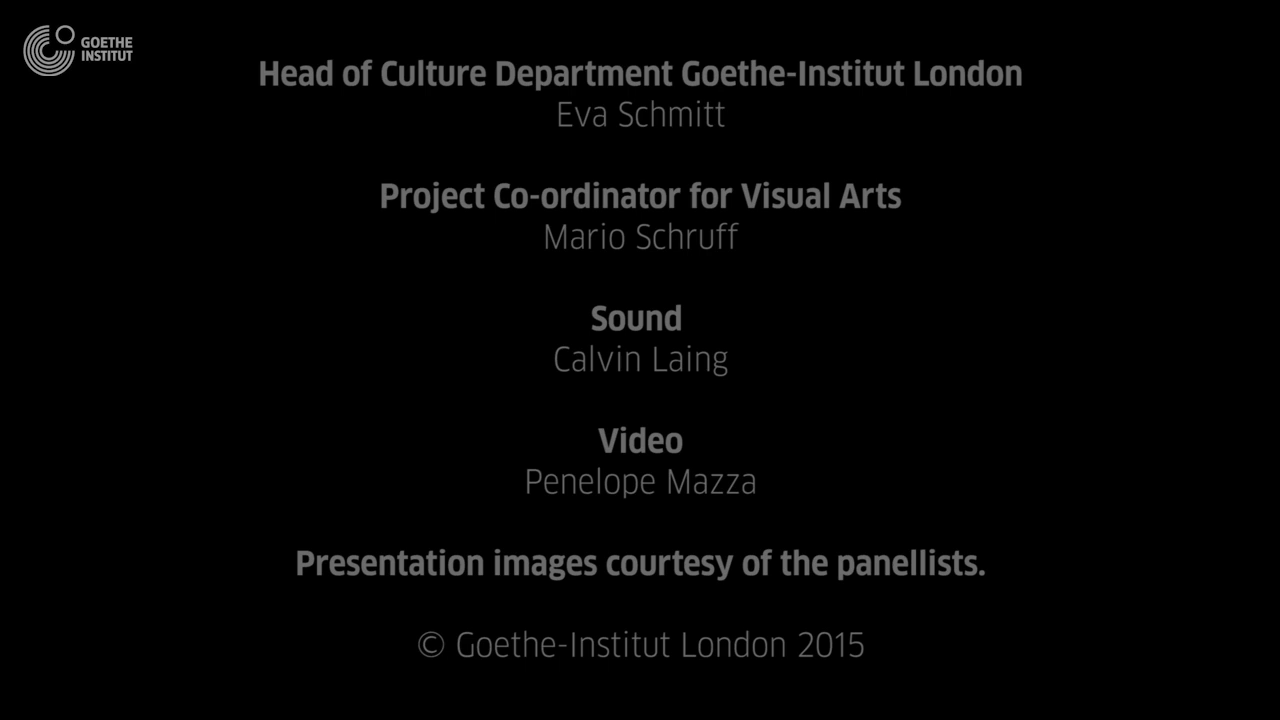 GOETHE
INSTITUT
Head of Culture Department Goethe-Institut London
Eva Schmitt
Project Co-ordinator for Visual Arts
Mario Schruff
Sound
Calvin Laing
Video
Penelope Mazza
Presentation images courtesy of the panellists.
© Goethe-Institut London 2015